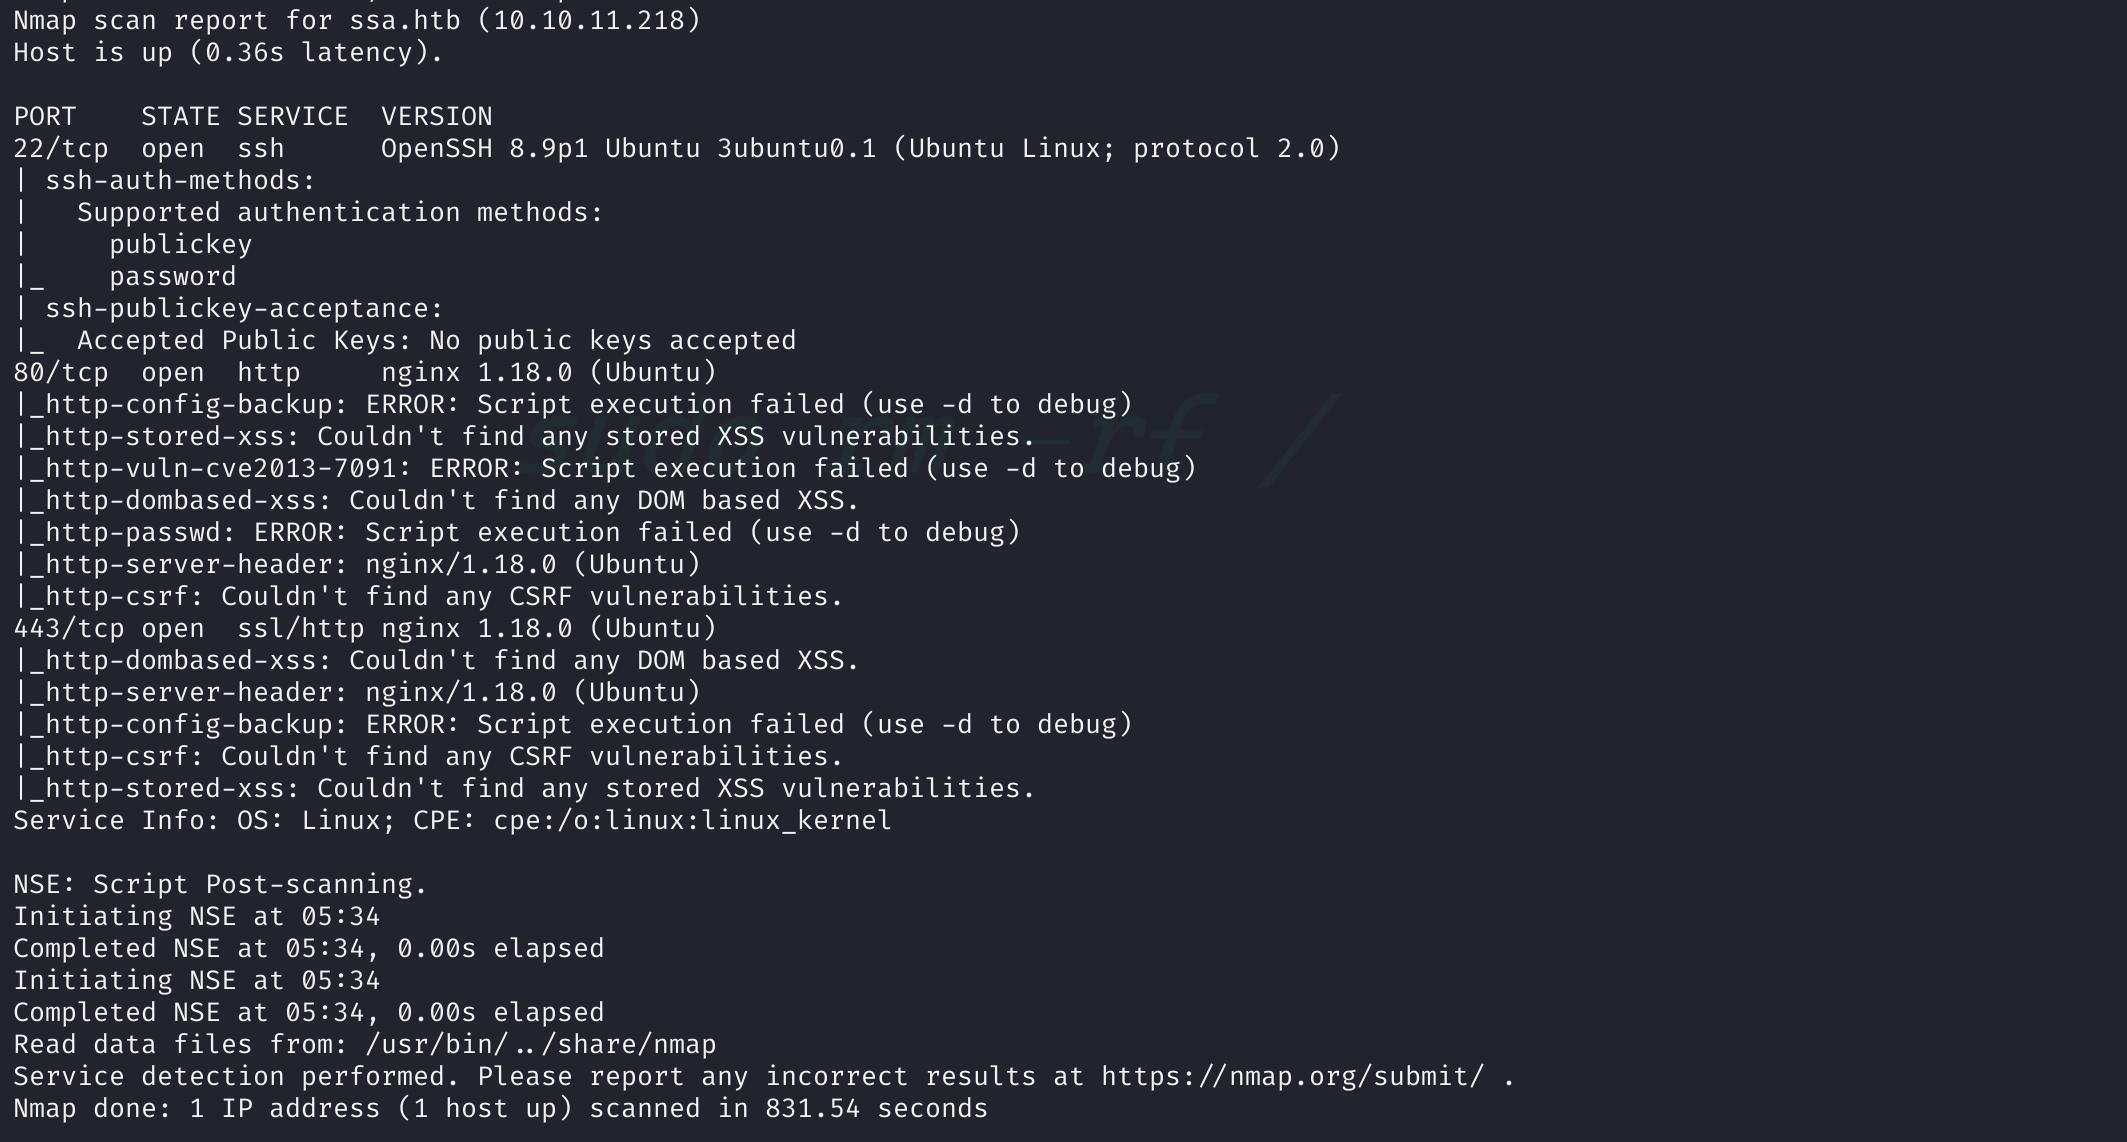 Nmap scan report for ssa.htb (10.10.11.218)
Host is up (0.36s latency).

PORT    STATE SERVICE  VERSION
22/tcp  open  ssh      OpenSSH 8.9p1 Ubuntu 3ubuntu0.1 (Ubuntu Linux; protocol 2.0)
| ssh-auth-methods:
|   Supported authentication methods:
|     publickey
|_    password
| ssh-publickey-acceptance:
|_  Accepted Public Keys: No public keys accepted
80/tcp  open  http     nginx 1.18.0 (Ubuntu)
|_http-config-backup: ERROR: Script execution failed (use -d to debug)
|_http-stored-xss: Couldn't find any stored XSS vulnerabilities.
|_http-vuln-cve2013-7091: ERROR: Script execution failed (use -d to debug)
|_http-dombased-xss: Couldn't find any DOM based XSS.
|_http-passwd: ERROR: Script execution failed (use -d to debug)
|_http-server-header: nginx/1.18.0 (Ubuntu)
|_http-csrf: Couldn't find any CSRF vulnerabilities.
443/tcp open  ssl/http nginx 1.18.0 (Ubuntu)
|_http-dombased-xss: Couldn't find any DOM based XSS.
|_http-server-header: nginx/1.18.0 (Ubuntu)
|_http-config-backup: ERROR: Script execution failed (use -d to debug)
|_http-csrf: Couldn't find any CSRF vulnerabilities.
|_http-stored-xss: Couldn't find any stored XSS vulnerabilities.
Service Info: OS: Linux; CPE: cpe:/o:linux:linux_kernel

NSE: Script Post-scanning.
Initiating NSE at 05:34
Completed NSE at 05:34, 0.00s elapsed
Initiating NSE at 05:34
Completed NSE at 05:34, 0.00s elapsed
Read data files from: /usr/bin/../share/nmap
Service detection performed. Please report any incorrect results at https://nmap.org/submit/ .
Nmap done: 1 IP address (1 host up) scanned in 831.54 seconds
sudo rm -rf /